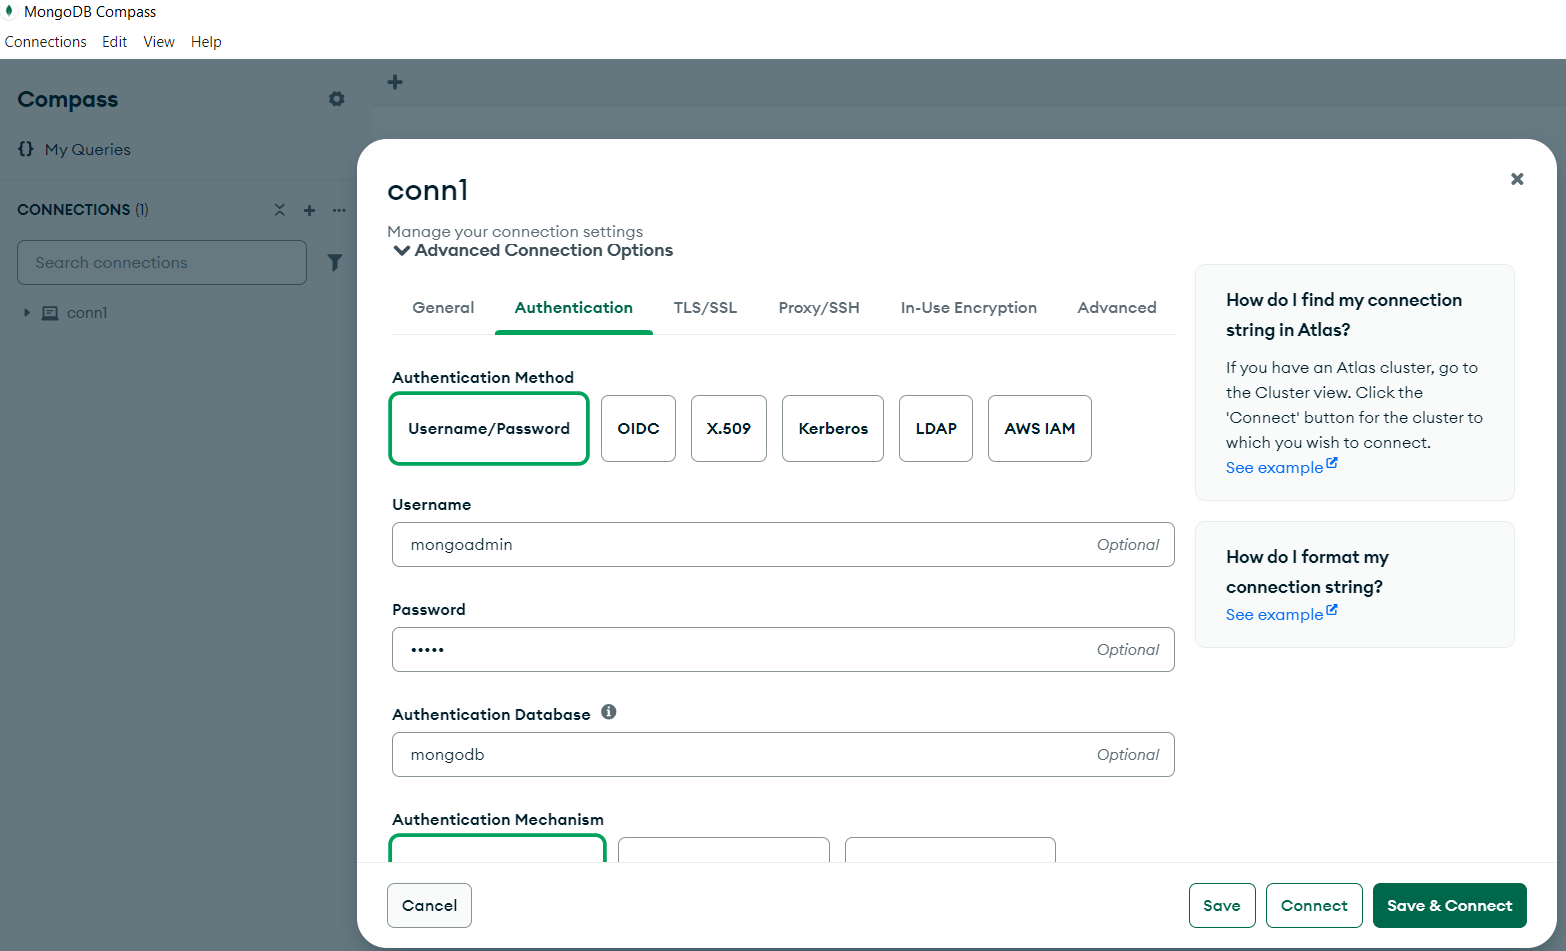 MongoDB Compass
Connections Edit View Help
Compass
{} My Queries
CONNECTIONS (1)
Search connections
conn1
conn1
Manage your connection settings
Advanced Connection Options
General Authentication TLS/SSL Proxy/SSH In-Use Encryption Advanced
Authentication Method
Username/Password OIDC X.509 Kerberos LDAP AWS IAM
Username
mongoadmin Optional
Password
••••• Optional
Authentication Database
mongodb Optional
Authentication Mechanism
How do I find my connection
string in Atlas?
If you have an Atlas cluster, go to
the Cluster view. Click the
'Connect' button for the cluster to
which you wish to connect.
See example
How do I format my
connection string?
See example
Cancel Save Connect Save & Connect